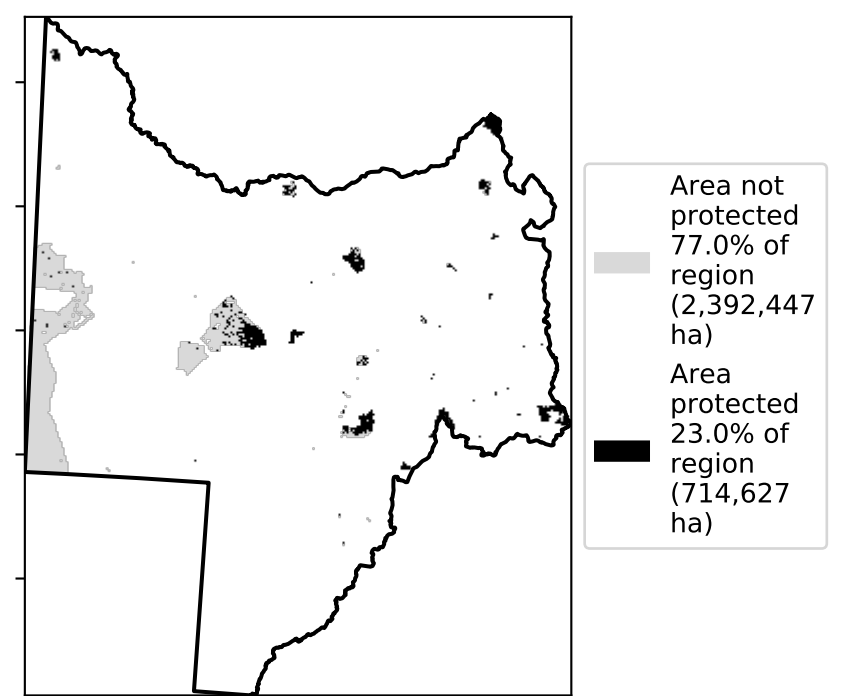 Area not
protected
77.0% of
region
(2,392,447
ha)
Area
protected
23.0% of
region
(714,627
ha)